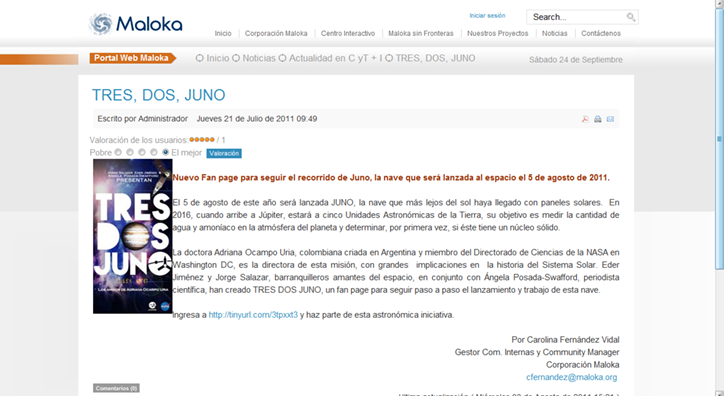 Maloka
Iniciar sesión
Search...
Inicio
Corporación Maloka
Centro Interactivo
Maloka sin Fronteras
Nuestros Proyectos
Noticias
Contáctenos
Portal Web Maloka
Inicio Noticias Actualidad en C yT + I TRES, DOS, JUNO
Sábado 24 de Septiembre
TRES, DOS, JUNO
Escrito por Administrador Jueves 21 de Julio de 2011 09:49
Valoración de los usuarios / 1
Pobre El mejor Valoración
PRESENTAN
TRES
DOS
JUNO
Nuevo Fan page para seguir el recorrido de Juno, la nave que será lanzada al espacio el 5 de agosto de 2011.
El 5 de agosto de este año será lanzada JUNO, la nave que más lejos del sol haya llegado con paneles solares. En
2016, cuando arribe a Júpiter, estará a cinco Unidades Astronómicas de la Tierra, su objetivo es medir la cantidad de
agua y amoníaco en la atmósfera del planeta y determinar, por primera vez, si éste tiene un núcleo sólido.
La doctora Adriana Ocampo Uria, colombiana criada en Argentina y miembro del Directorado de Ciencias de la NASA en
Washington DC, es la directora de esta misión, con grandes implicaciones en la historia del Sistema Solar. Eder
Jiménez y Jorge Salazar, barranquilleros amantes del espacio, en conjunto con Ángela Posada-Swafford, periodista
científica, han creado TRES DOS JUNO, un fan page para seguir paso a paso el lanzamiento y trabajo de esta nave.
Ingresa a http://tinyurl.com/3tpxxt3 y haz parte de esta astronómica iniciativa.
Por Carolina Fernández Vidal
Gestor Com. Internas y Community Manager
Corporación Maloka
cfernandez@maloka.org
Comentarios (0)